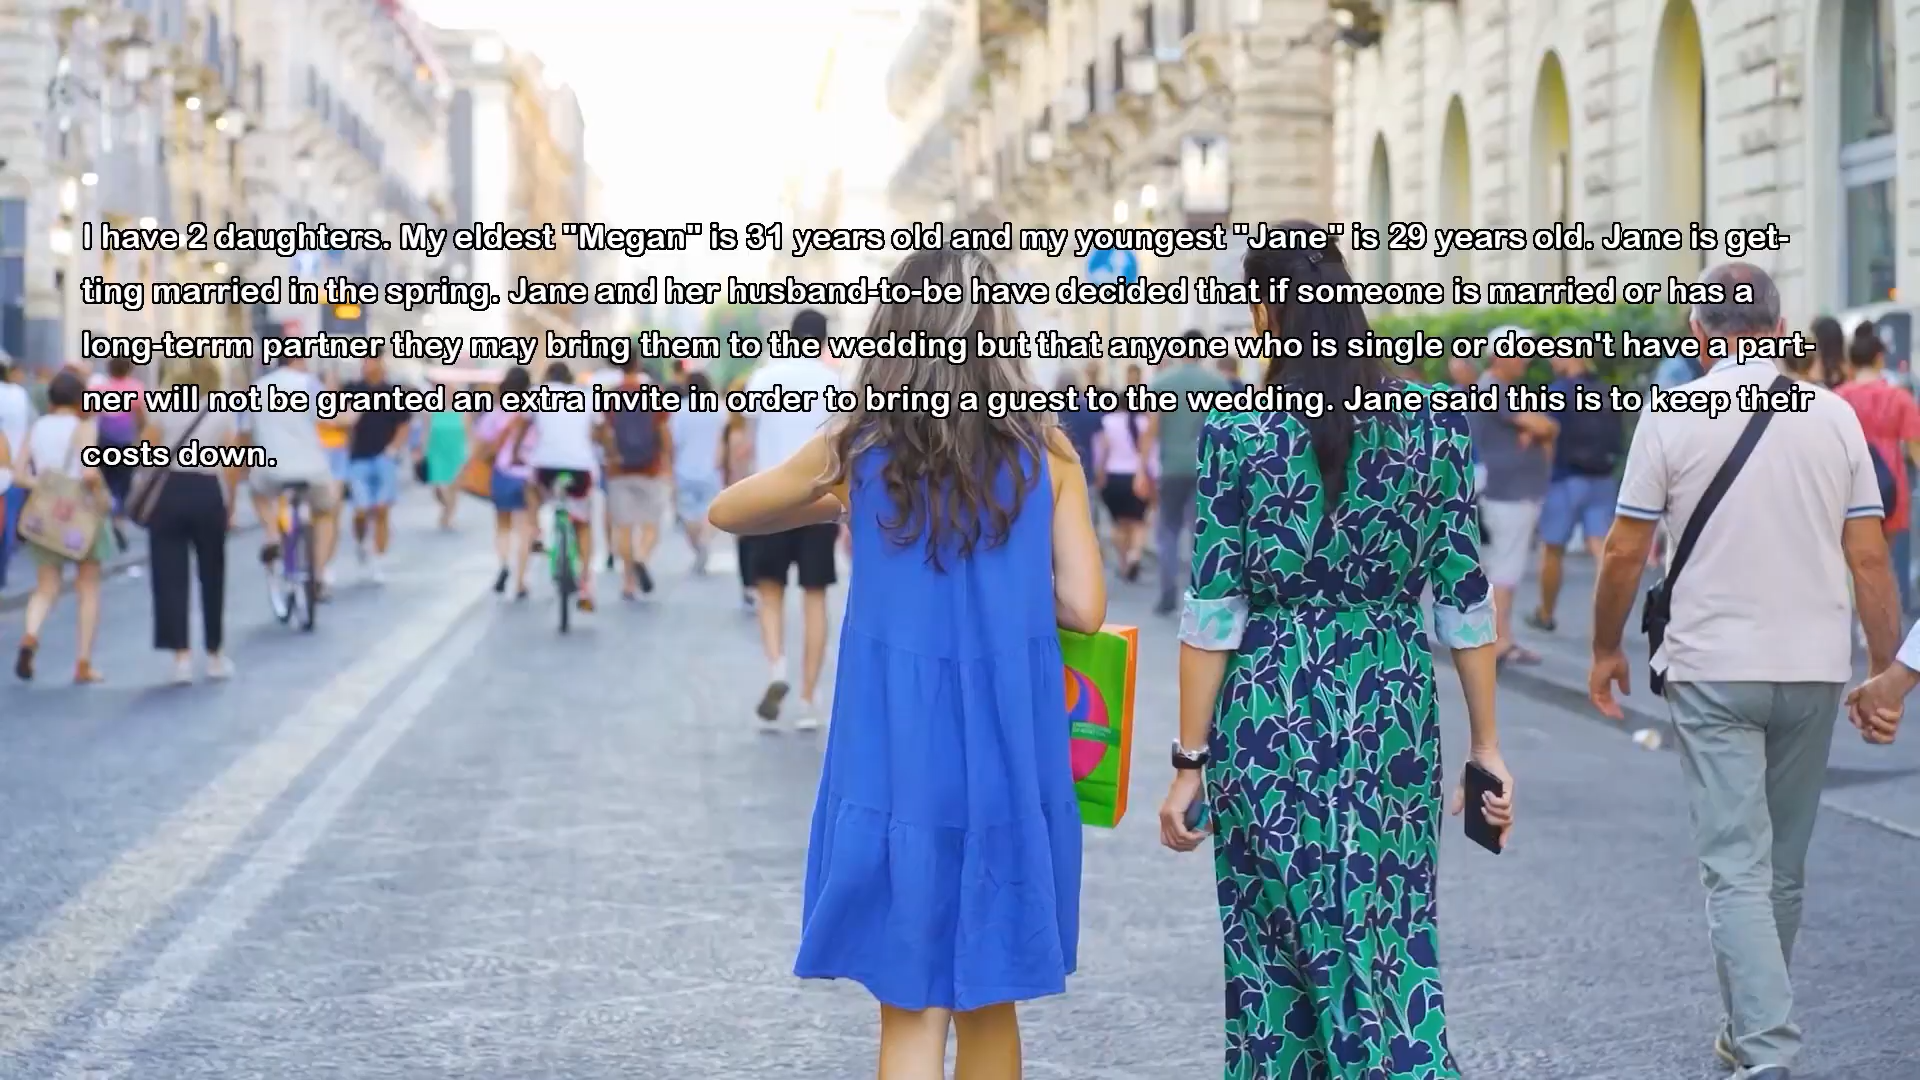 I have 2 daughters. My eldest "Megan" is 31 years old and my youngest "Jane" is 29 years old. Jane is get-
ting married in the spring. Jane and her husband-to-be have decided that if someone is married or has a
long-terrm partner they may bring them to the wedding but that anyone who is single or doesn't have a part-
ner will not be granted an extra invite in order to bring a guest to the wedding. Jane said this is to keep their
costs down.